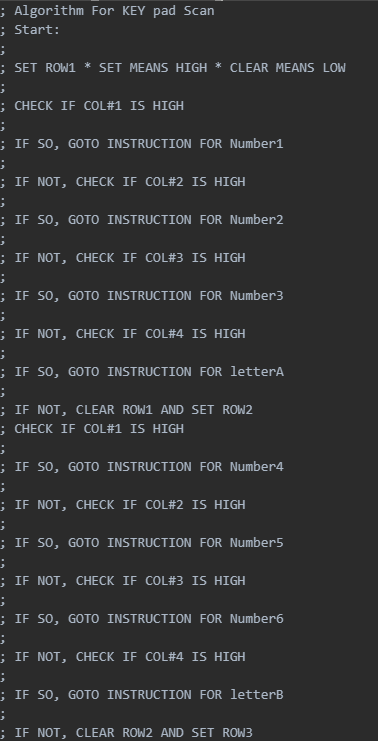 ; Algorithm For KEY pad Scan
; Start:
;
; SET ROW1 * SET MEANS HIGH * CLEAR MEANS LOW
;
; CHECK IF COL#1 IS HIGH
;
; IF SO, GOTO INSTRUCTION FOR Number1
;
; IF NOT, CHECK IF COL#2 IS HIGH
;
; IF SO, GOTO INSTRUCTION FOR Number2
;
; IF NOT, CHECK IF COL#3 IS HIGH
;
; IF SO, GOTO INSTRUCTION FOR Number3
;
; IF NOT, CHECK IF COL#4 IS HIGH
;
; IF SO, GOTO INSTRUCTION FOR letterA
;
; IF NOT, CLEAR ROW1 AND SET ROW2
; CHECK IF COL#1 IS HIGH
;
; IF SO, GOTO INSTRUCTION FOR Number4
;
; IF NOT, CHECK IF COL#2 IS HIGH
;
; IF SO, GOTO INSTRUCTION FOR Number5
;
; IF NOT, CHECK IF COL#3 IS HIGH
;
; IF SO, GOTO INSTRUCTION FOR Number6
;
; IF NOT, CHECK IF COL#4 IS HIGH
;
; IF SO, GOTO INSTRUCTION FOR letterB
;
; IF NOT, CLEAR ROW2 AND SET ROW3